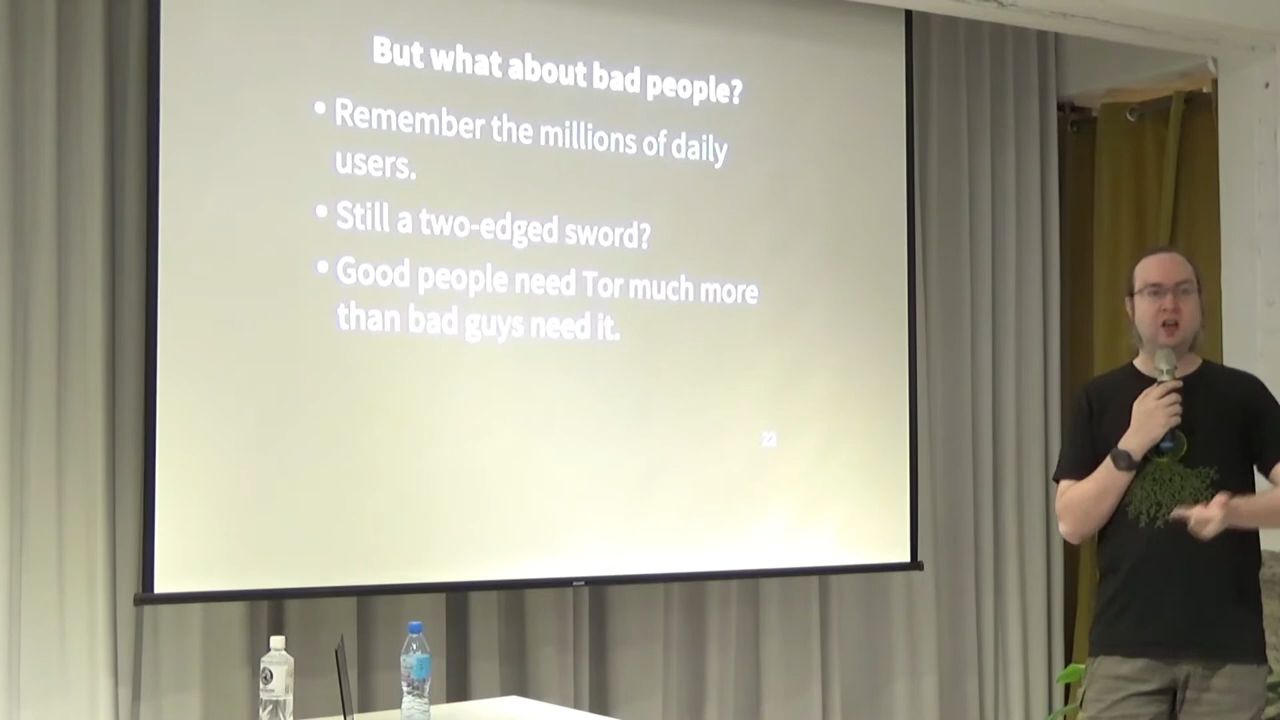 But what about bad people?
• Remember the millions of daily
users.
• Still a two-edged sword?
• Good people need Tor much more
than bad guys need it.
22